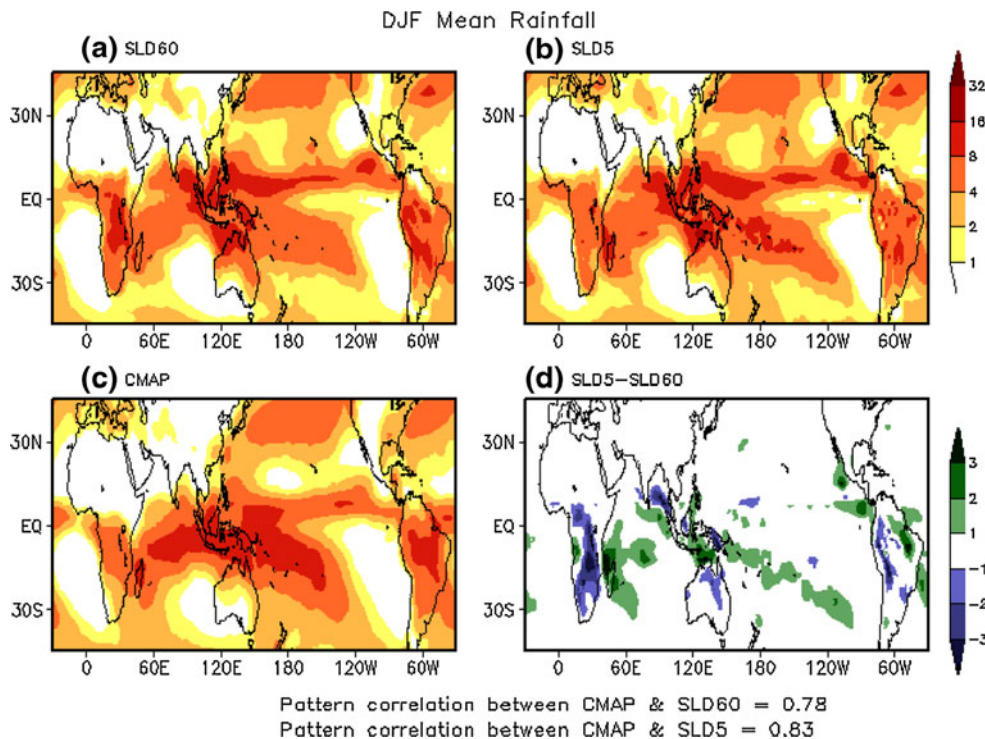 DJF Mean Rainfall
(a) SLD60
(b) SLD5
30N
EQ
30S
0 60E 120E 180 120W 60W
0 60E 120E 180 120W 60W
32
16
8
4
2
1
(c) CMAP
(d) SLD5-SLD60
30N
EQ
30S
30N
EQ
30S
0 60E 120E 180 120W 60W
0 60E 120E 180 120W 60W
3
2
1
-1
-2
-3
Pattern correlation between CMAP & SLD60 = 0.78
Pattern correlation between CMAP & SLD5 = 0.83